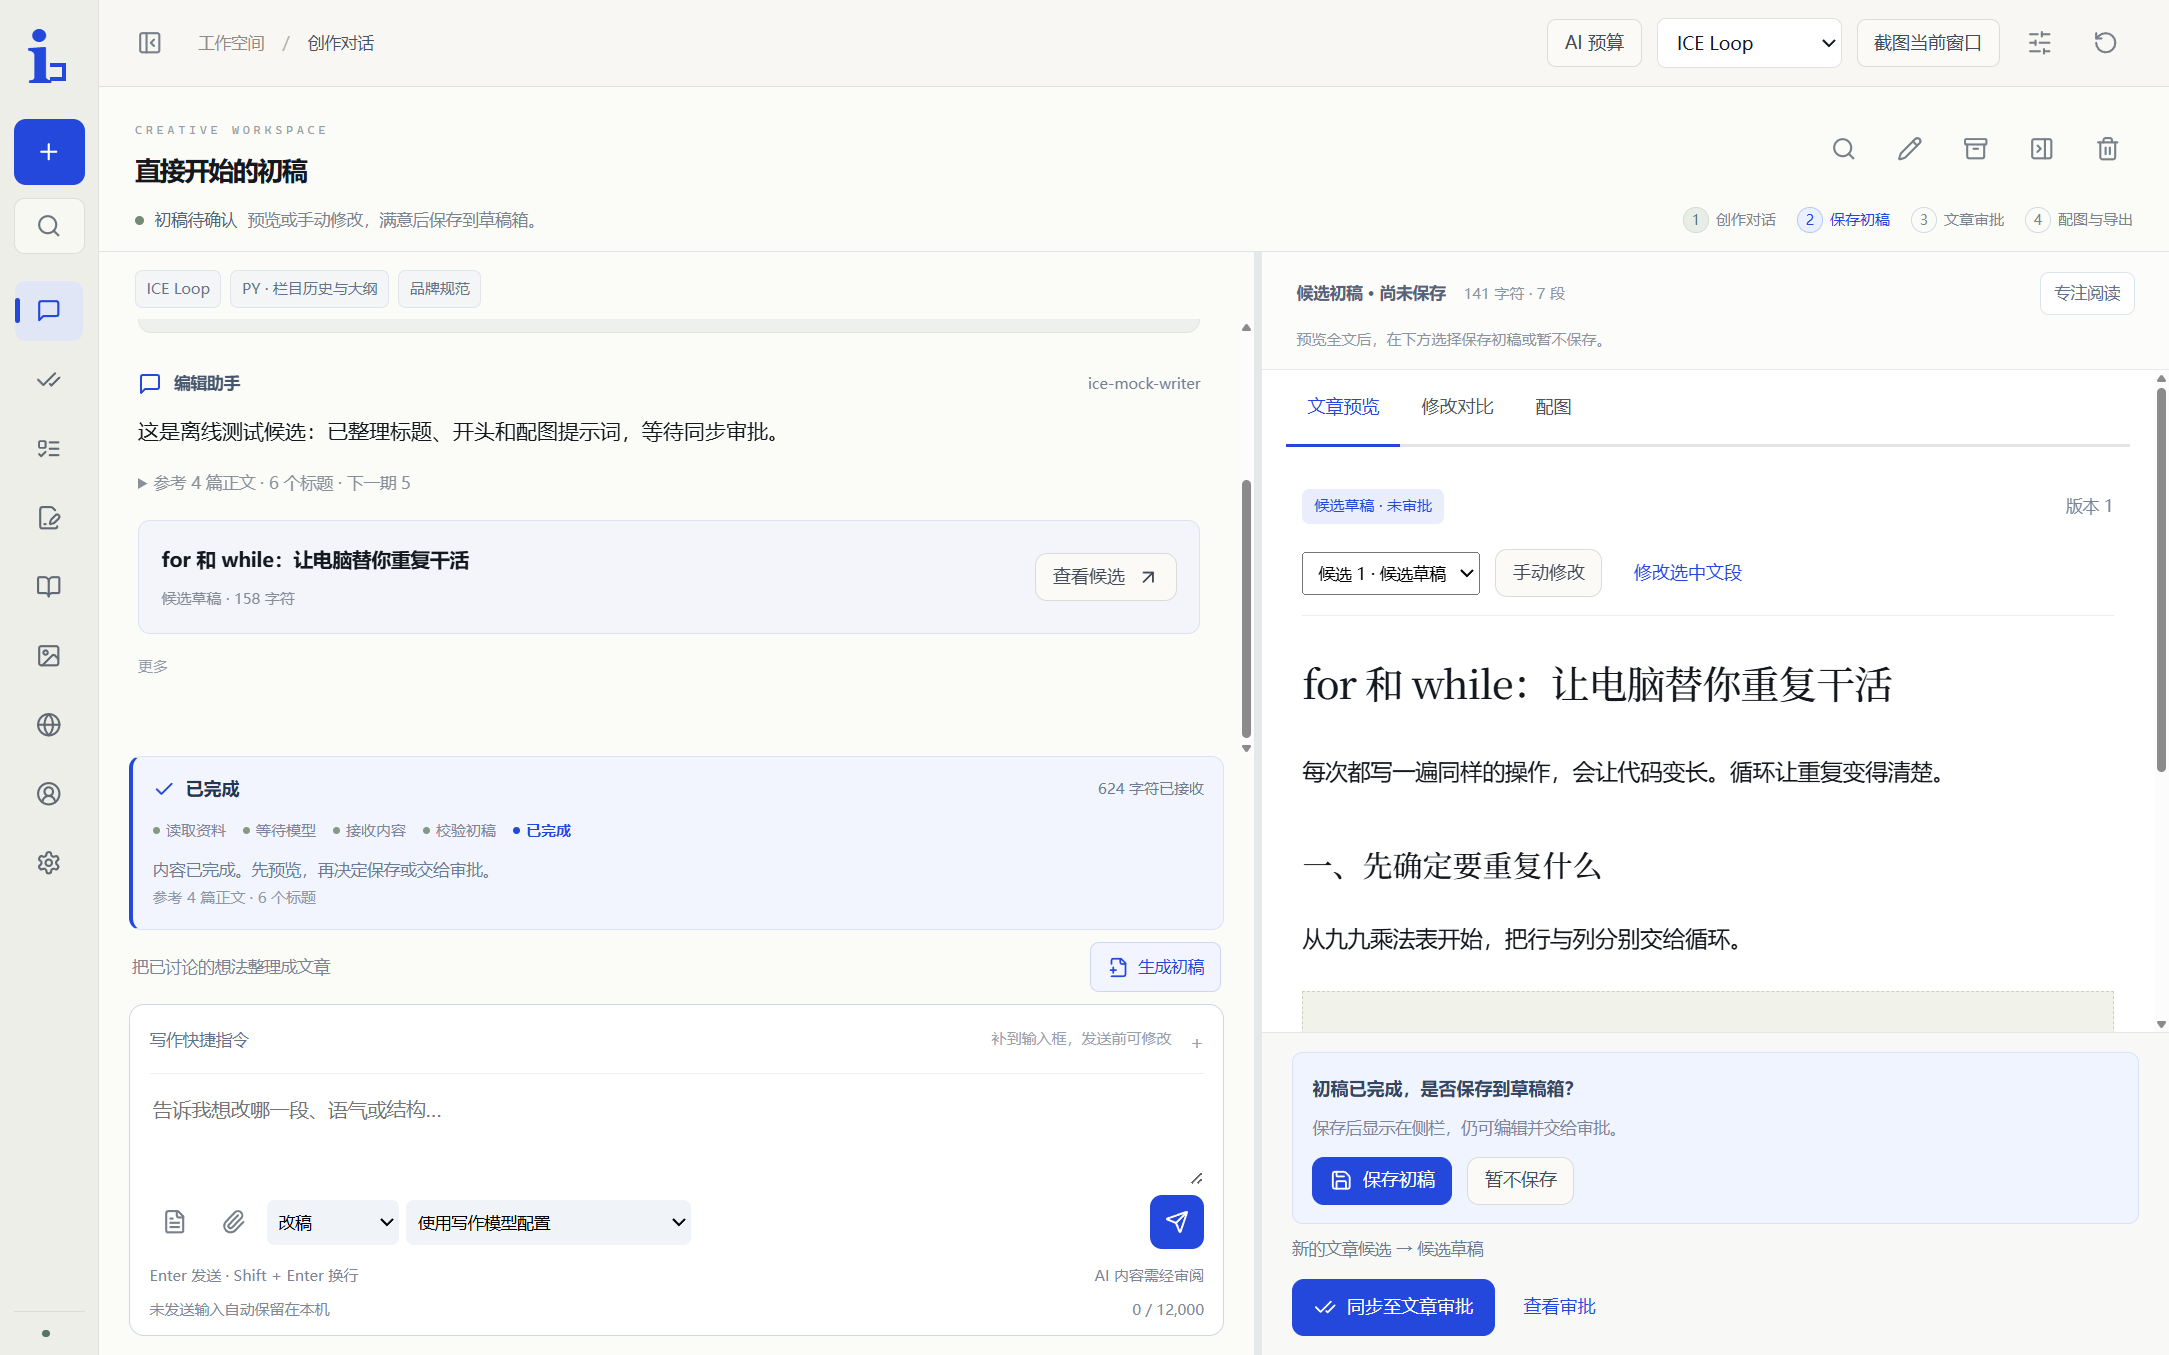 工作空间 / 创作对话
AI 预算
ICE Loop
截图当前窗口
CREATIVE WORKSPACE
直接开始的初稿
初稿待确认 预览或手动修改，满意后保存到草稿箱。
1 创作对话 2 保存初稿 3 文章审批 4 配图与导出
ICE Loop
PY · 栏目历史与大纲
品牌规范
编辑助手
ice-mock-writer
这是离线测试候选：已整理标题、开头和配图提示词，等待同步审批。
参考 4 篇正文 · 6 个标题 · 下一期 5
for 和 while：让电脑替你重复干活
候选草稿 · 158 字符
查看候选
更多
已完成
624 字符已接收
读取资料 等待模型 接收内容 校验初稿 已完成
内容已完成。先预览，再决定保存或交给审批。
参考 4 篇正文 · 6 个标题
把已讨论的想法整理成文章
生成初稿
写作快捷指令
补到输入框，发送前可修改
告诉我想改哪一段、语气或结构...
改稿
使用写作模型配置
Enter 发送 · Shift + Enter 换行
AI 内容需经审阅
未发送输入自动保留在本机
0 / 12,000
候选初稿 • 尚未保存 141 字符 · 7 段
专注阅读
预览全文后，在下方选择保存初稿或暂不保存。
文章预览 修改对比 配图
候选草稿 · 未审批
版本 1
候选 1 · 候选草稿
手动修改
修改选中文段
for 和 while：让电脑替你重复干活
每次都写一遍同样的操作，会让代码变长。循环让重复变得清楚。
一、先确定要重复什么
从九九乘法表开始，把行与列分别交给循环。
初稿已完成，是否保存到草稿箱？
保存后显示在侧栏，仍可编辑并交给审批。
保存初稿
暂不保存
新的文章候选 → 候选草稿
同步至文章审批
查看审批